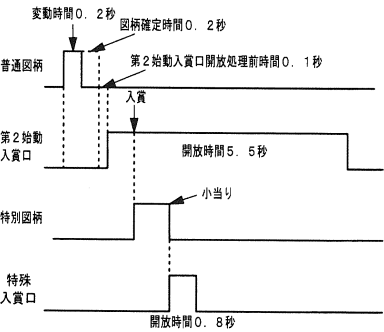 変動時間0.2秒
図柄確定時間0.2秒
普通図柄
第2始動入賞口開放処理前時間0.1秒
入賞
第2始動
入賞口
開放時間5.5秒
小当り
特別図柄
特殊
入賞口
開放時間0.8秒